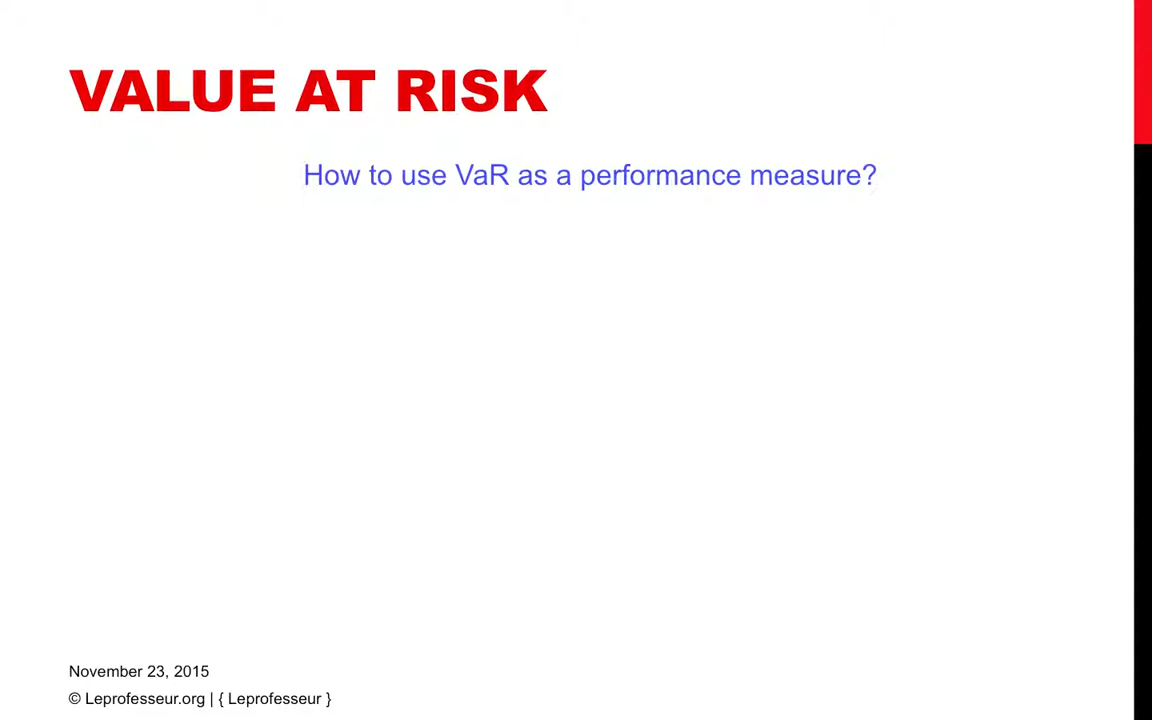 VALUE AT RISK
How to use VaR as a performance measure?
November 23, 2015
© Leprofesseur.org | { Leprofesseur }